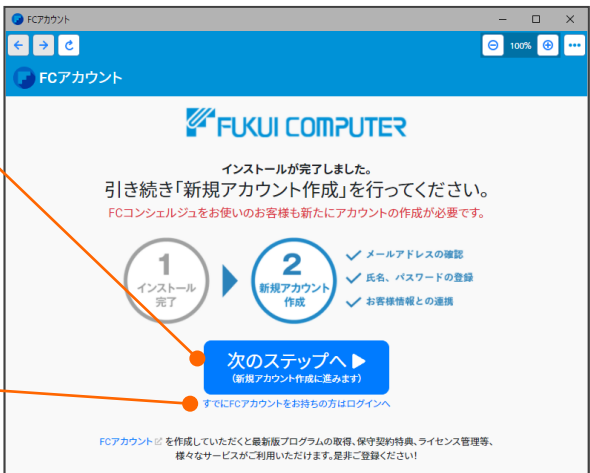 FCアカウント
100%
FCアカウント
FUKUI COMPUTER
インストールが完了しました。
引き続き「新規アカウント作成」を行ってください。
FCコンシェルジュをお使いのお客様も新たにアカウントの作成が必要です。
1
インストール
完了
2
新規アカウント
作成
メールアドレスの確認
氏名、パスワードの登録
お客様情報との連携
次のステップへ ▶
(新規アカウント作成に進みます)
すでにFCアカウントをお持ちの方はログインへ
FCアカウント を作成していただくと最新版プログラムの取得、保守契約特典、ライセンス管理等、
様々なサービスがご利用いただけます。是非ご登録ください!